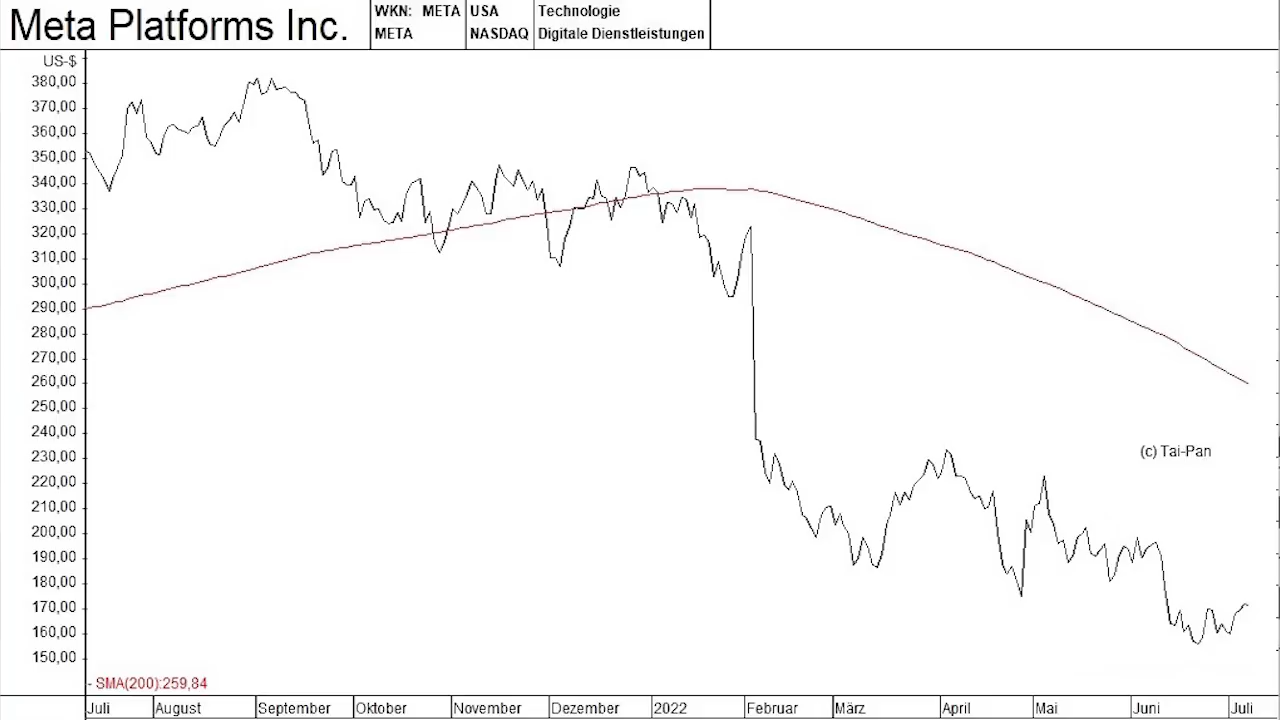 Meta Platforms Inc.
WKN: META
META
USA
NASDAQ
Technologie
Digitale Dienstleistungen
US-$
380,00
370,00
360,00
350,00
340,00
330,00
320,00
310,00
300,00
290,00
280,00
270,00
260,00
250,00
240,00
230,00
220,00
210,00
200,00
190,00
180,00
170,00
160,00
150,00
(c) Tai-Pan
- SMA(200):259,84
Juli August September Oktober November Dezember 2022 Februar März April Mai Juni Juli